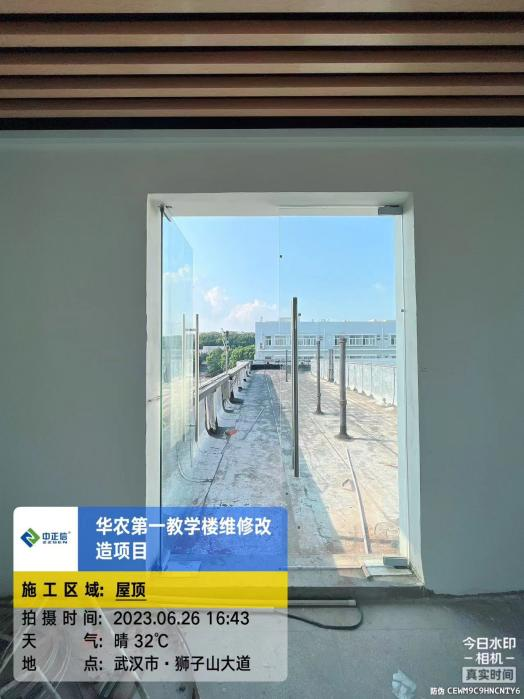 中正信®
ZZXEN
华农第一教学楼维修改
造项目
施工区域: 屋顶
拍摄时间: 2023.06.26 16:43
天气: 晴 32℃
地点: 武汉市·狮子山大道
今日水印
-相机-
真实时间
防伪 CEWM9C9HNCNTY6